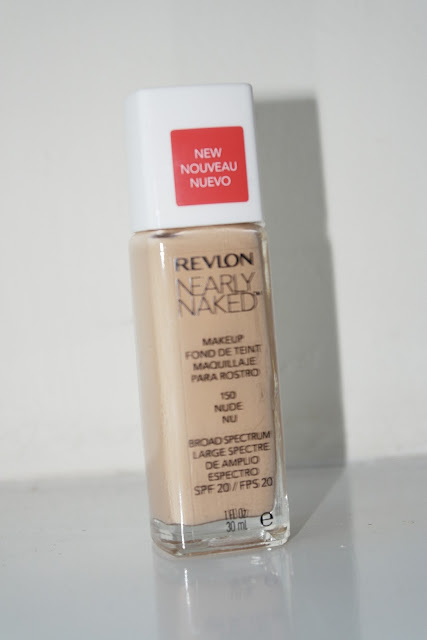 NEW
NOUVEAU
NUEVO
REVLON
NEARLY
NAKED™
MAKEUP
FOND DE TEINT
MAQUILLAJE
PARA ROSTRO
150
NUDE
NU
BROAD SPECTRUM
LARGE SPECTRE
DE AMPLIO
ESPECTRO
SPF 20 // FPS 20
1 Fl. Oz.
30 ml e